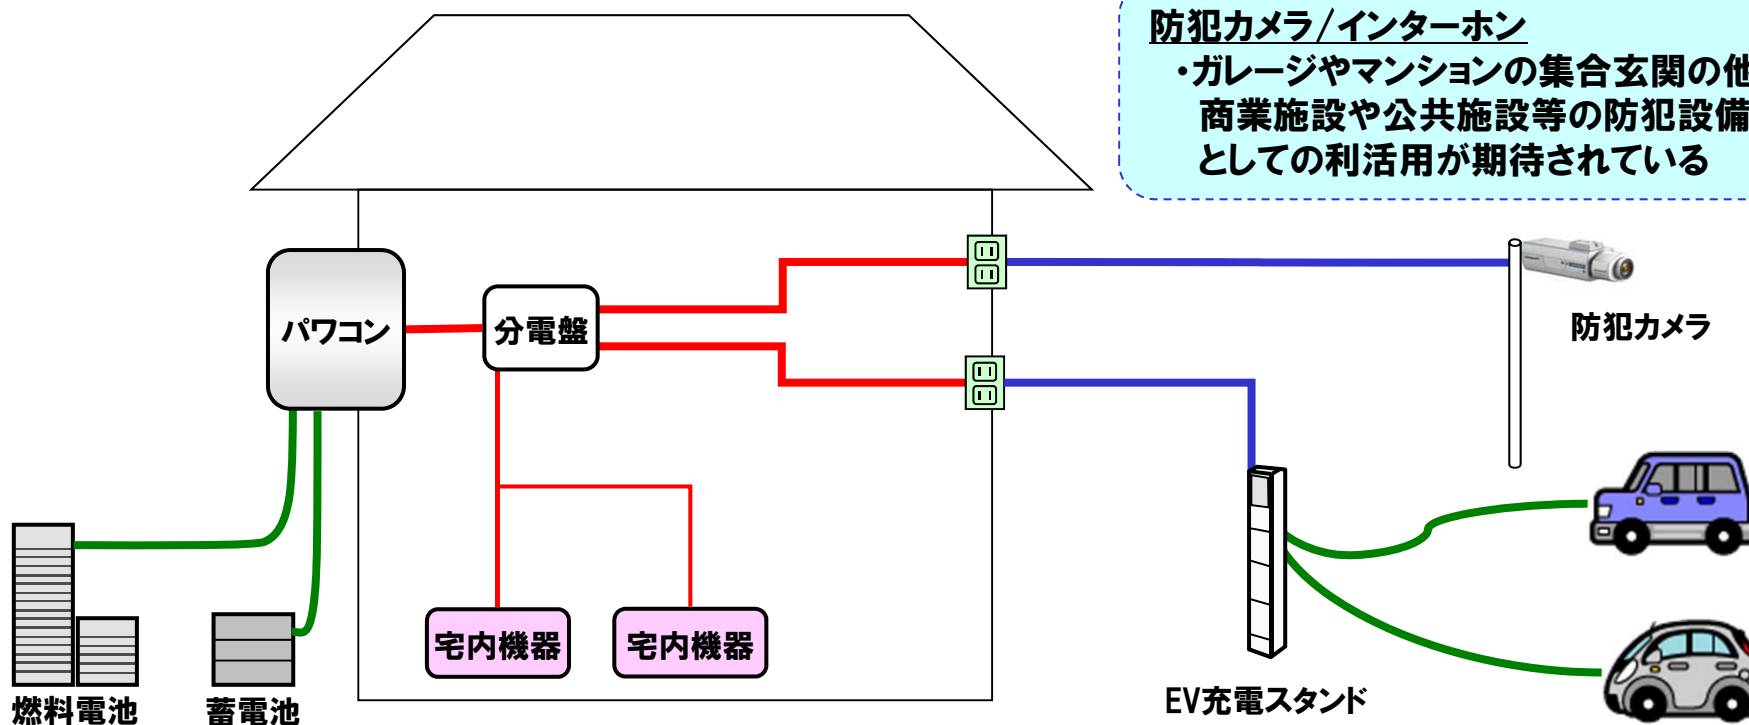 防犯カメラ/インターホン
・ガレージやマンションの集合玄関の他
商業施設や公共施設等の防犯設備
としての利活用が期待されている
パワコン
分電盤
防犯カメラ
宅内機器
宅内機器
EV充電スタンド
燃料電池
蓄電池